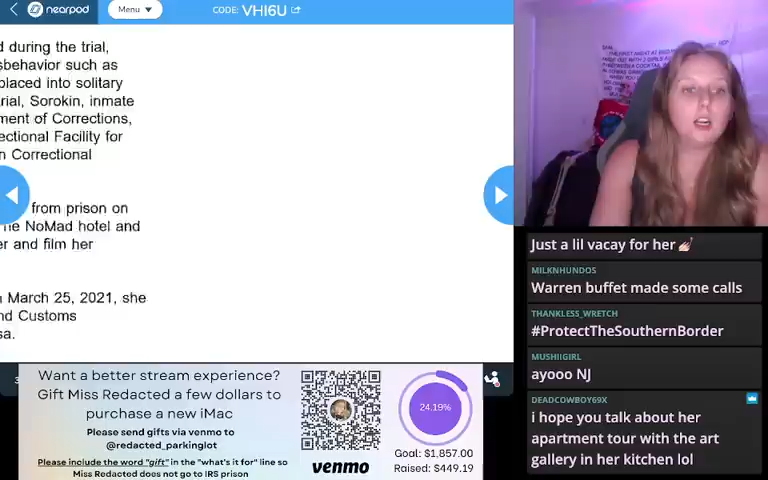 nearpod
Menu
CODE: VHI6U
d during the trial,
sbehavior such as
placed into solitary
rial, Sorokin, inmate
ment of Corrections,
ectional Facility for
n Correctional
from prison on
he NoMad hotel and
er and film her
March 25, 2021, she
nd Customs
sa.
Want a better stream experience?
Gift Miss Redacted a few dollars to
purchase a new iMac
Please send gifts via venmo to
@redacted_parkinglot
Please include the word "gift" in the "what's it for" line so
Miss Redacted does not go to IRS prison
venmo
24.19%
Goal: $1,857.00
Raised: $449.19
Just a lil vacay for her 💅🏻
MILKNHUNDOS
Warren buffet made some calls
THANKLESS_WRETCH
#ProtectTheSouthernBorder
MUSHIIGIRL
ayooo NJ
DEADCOWBOY69X
i hope you talk about her
apartment tour with the art
gallery in her kitchen lol